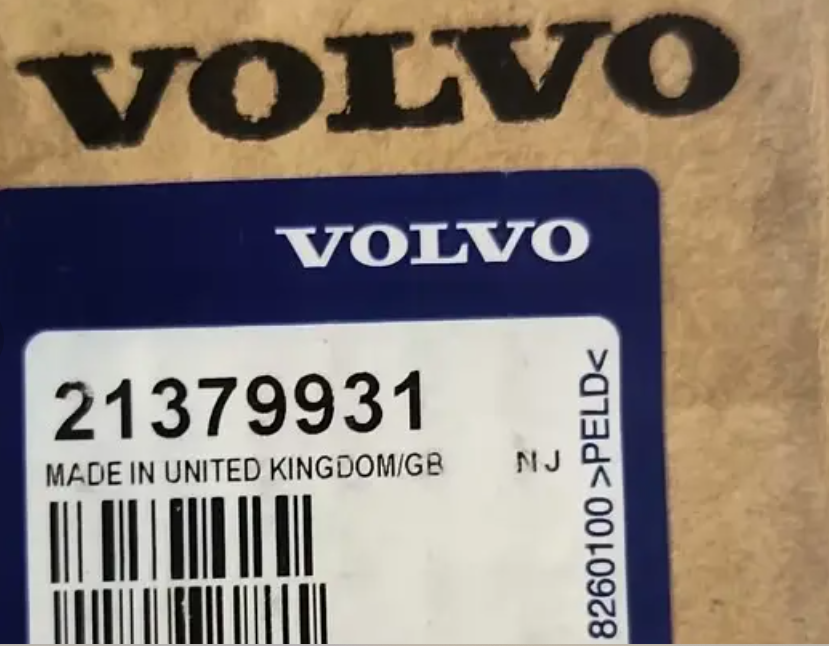 VOLVO
VOLVO
21379931
MADE IN UNITED KINGDOM/GB NJ
8260100 >PELD<